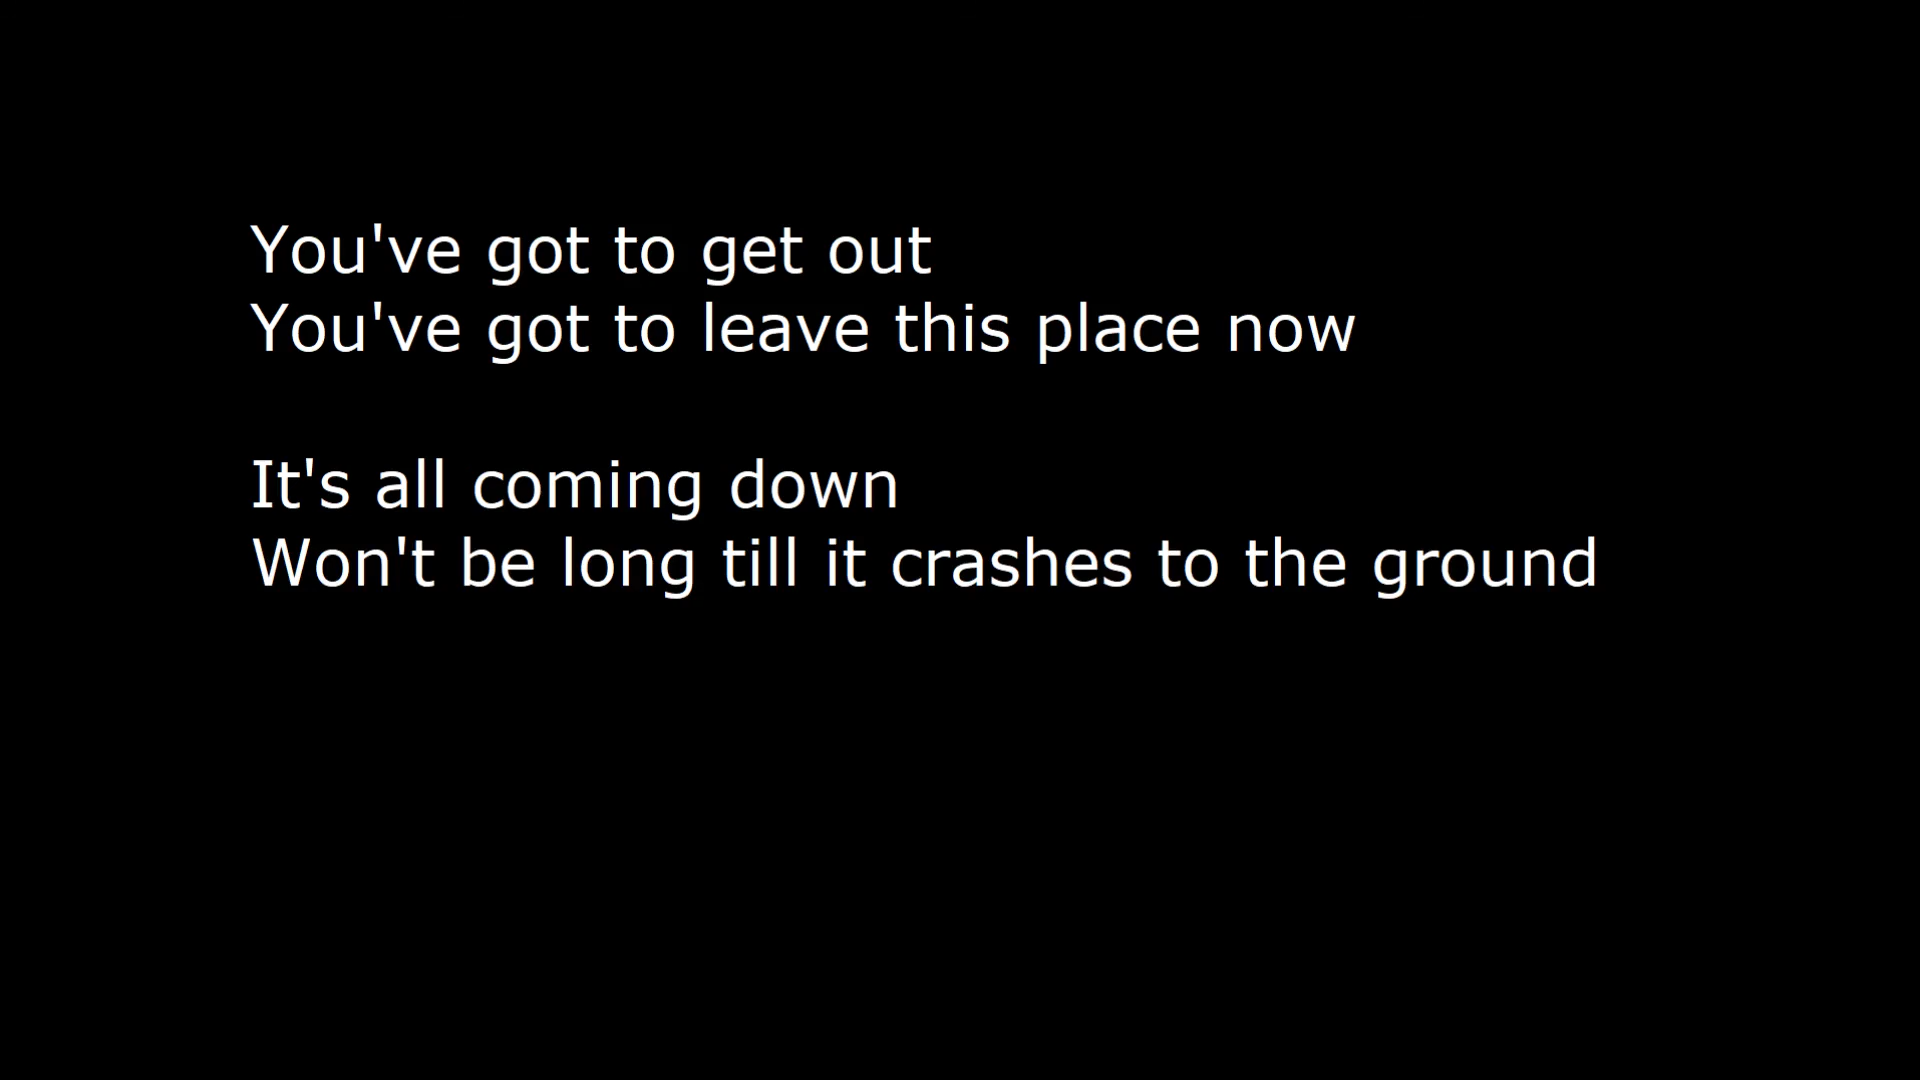 You've got to get out
You've got to leave this place now
It's all coming down
Won't be long till it crashes to the ground